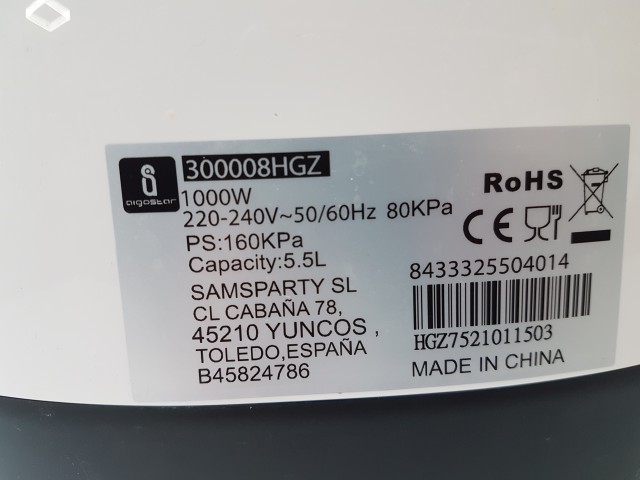 aigostar
300008HGZ
1000W
220-240V~50/60Hz 80KPa
PS:160KPa
Capacity:5.5L
SAMSPARTY SL
CL CABAÑA 78,
45210 YUNCOS ,
TOLEDO,ESPAÑA
B45824786
RoHS
CE
8433325504014
HGZ7521011503
MADE IN CHINA